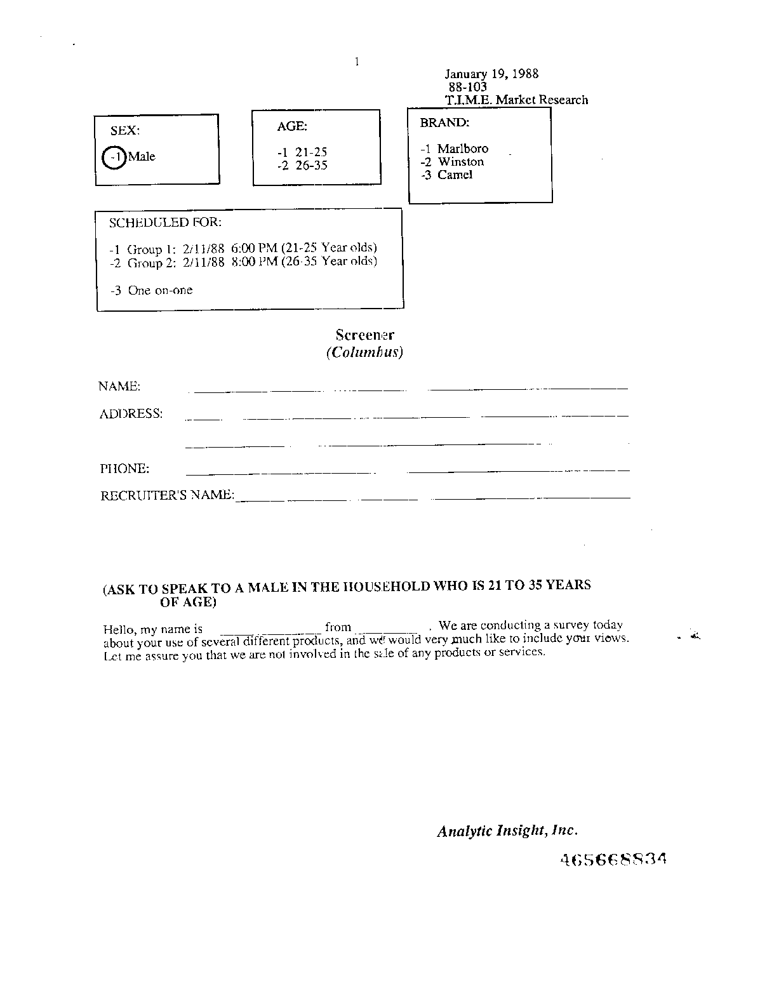 1
January 19, 1988
88-103
T.I.M.E. Market Research
SEX:
-1 Male
AGE:
-1 21-25
-2 26-35
BRAND:
-1 Marlboro
-2 Winston
-3 Camel
SCHEDULED FOR:
-1 Group 1: 2/11/88 6:00 PM (21-25 Year olds)
-2 Group 2: 2/11/88 8:00 PM (26-35 Year olds)
-3 One on-one
Screener
(Columbus)
NAME:
ADDRESS:
PHONE:
RECRUITER'S NAME:
(ASK TO SPEAK TO A MALE IN THE HOUSEHOLD WHO IS 21 TO 35 YEARS
OF AGE)
Hello, my name is ____________ from ____________. We are conducting a survey today
about your use of several different products, and we would very much like to include your views.
Let me assure you that we are not involved in the sale of any products or services.
Analytic Insight, Inc.
465668834